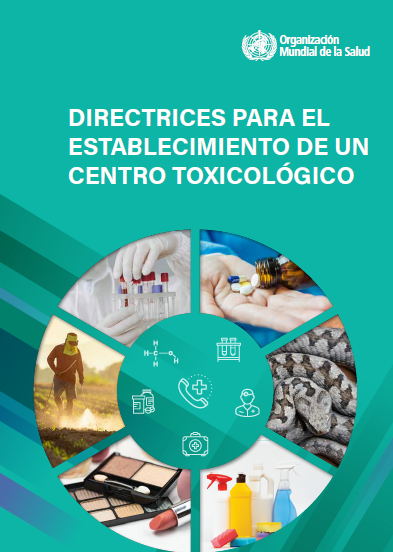 Organización
Mundial de la Salud
DIRECTRICES PARA EL
ESTABLECIMIENTO DE UN
CENTRO TOXICOLÓGICO
H
H C O
H
H